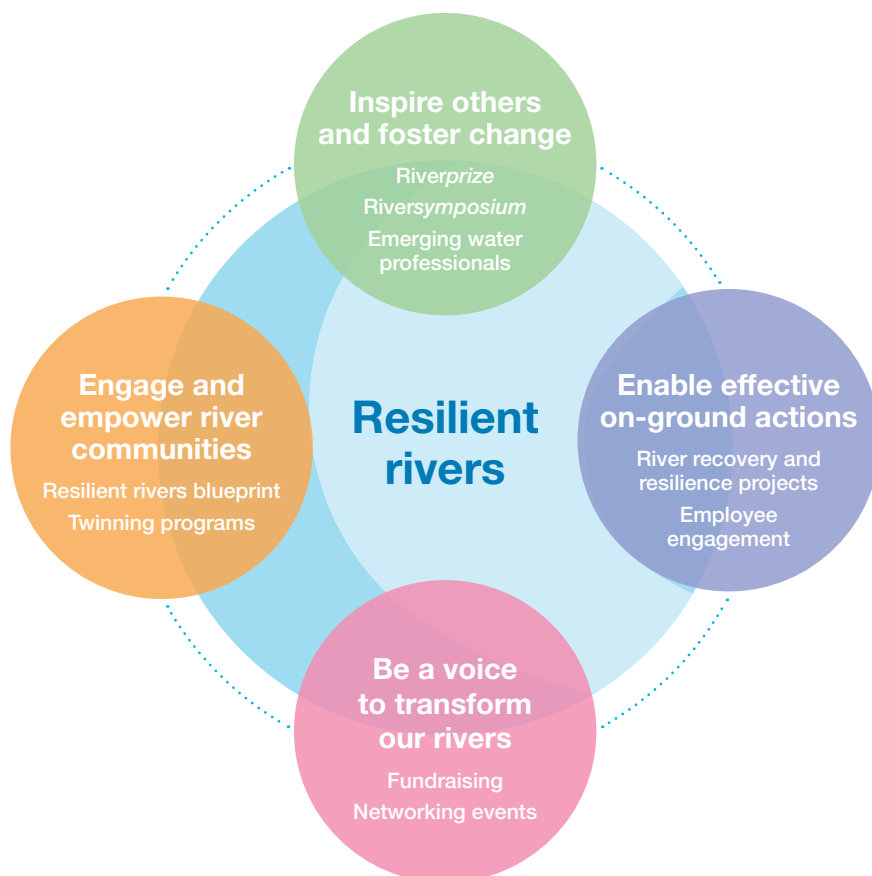 Inspire others
and foster change
Riverprize
Riversymposium
Emerging water
professionals
Engage and
empower river
communities
Resilient rivers blueprint
Twinning programs
Resilient
rivers
Enable effective
on-ground actions
River recovery and
resilience projects
Employee
engagement
Be a voice
to transform
our rivers
Fundraising
Networking events